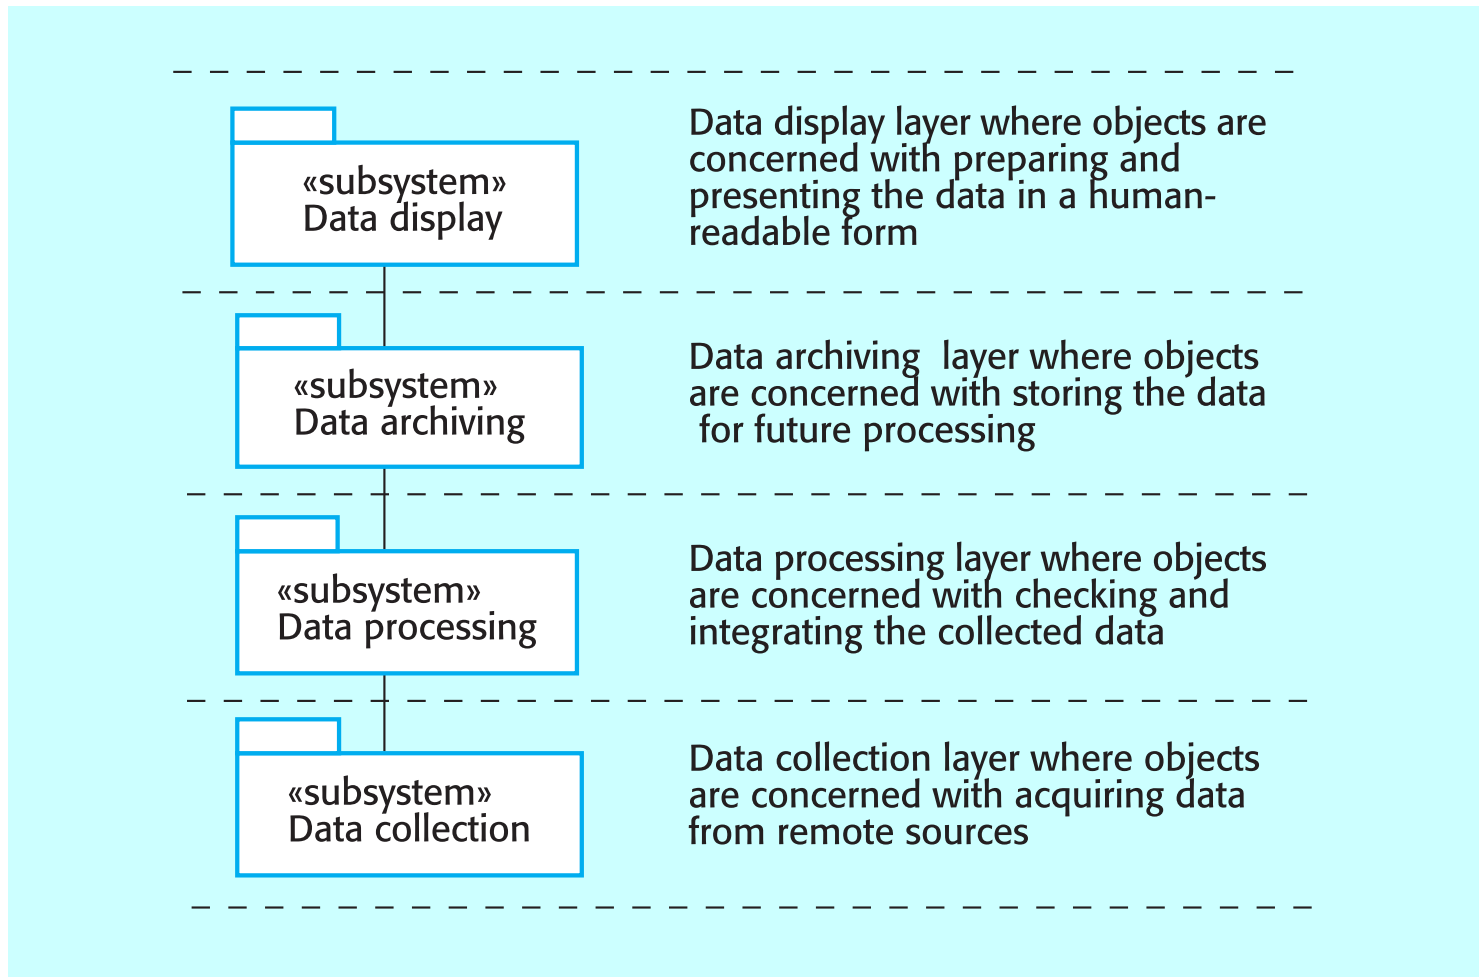 «subsystem»
Data display
Data display layer where objects are
concerned with preparing and
presenting the data in a human-
readable form
«subsystem»
Data archiving
Data archiving  layer where objects
are concerned with storing the data
for future processing
«subsystem»
Data processing
Data processing layer where objects
are concerned with checking and
integrating the collected data
«subsystem»
Data collection
Data collection layer where objects
are concerned with acquiring data
from remote sources